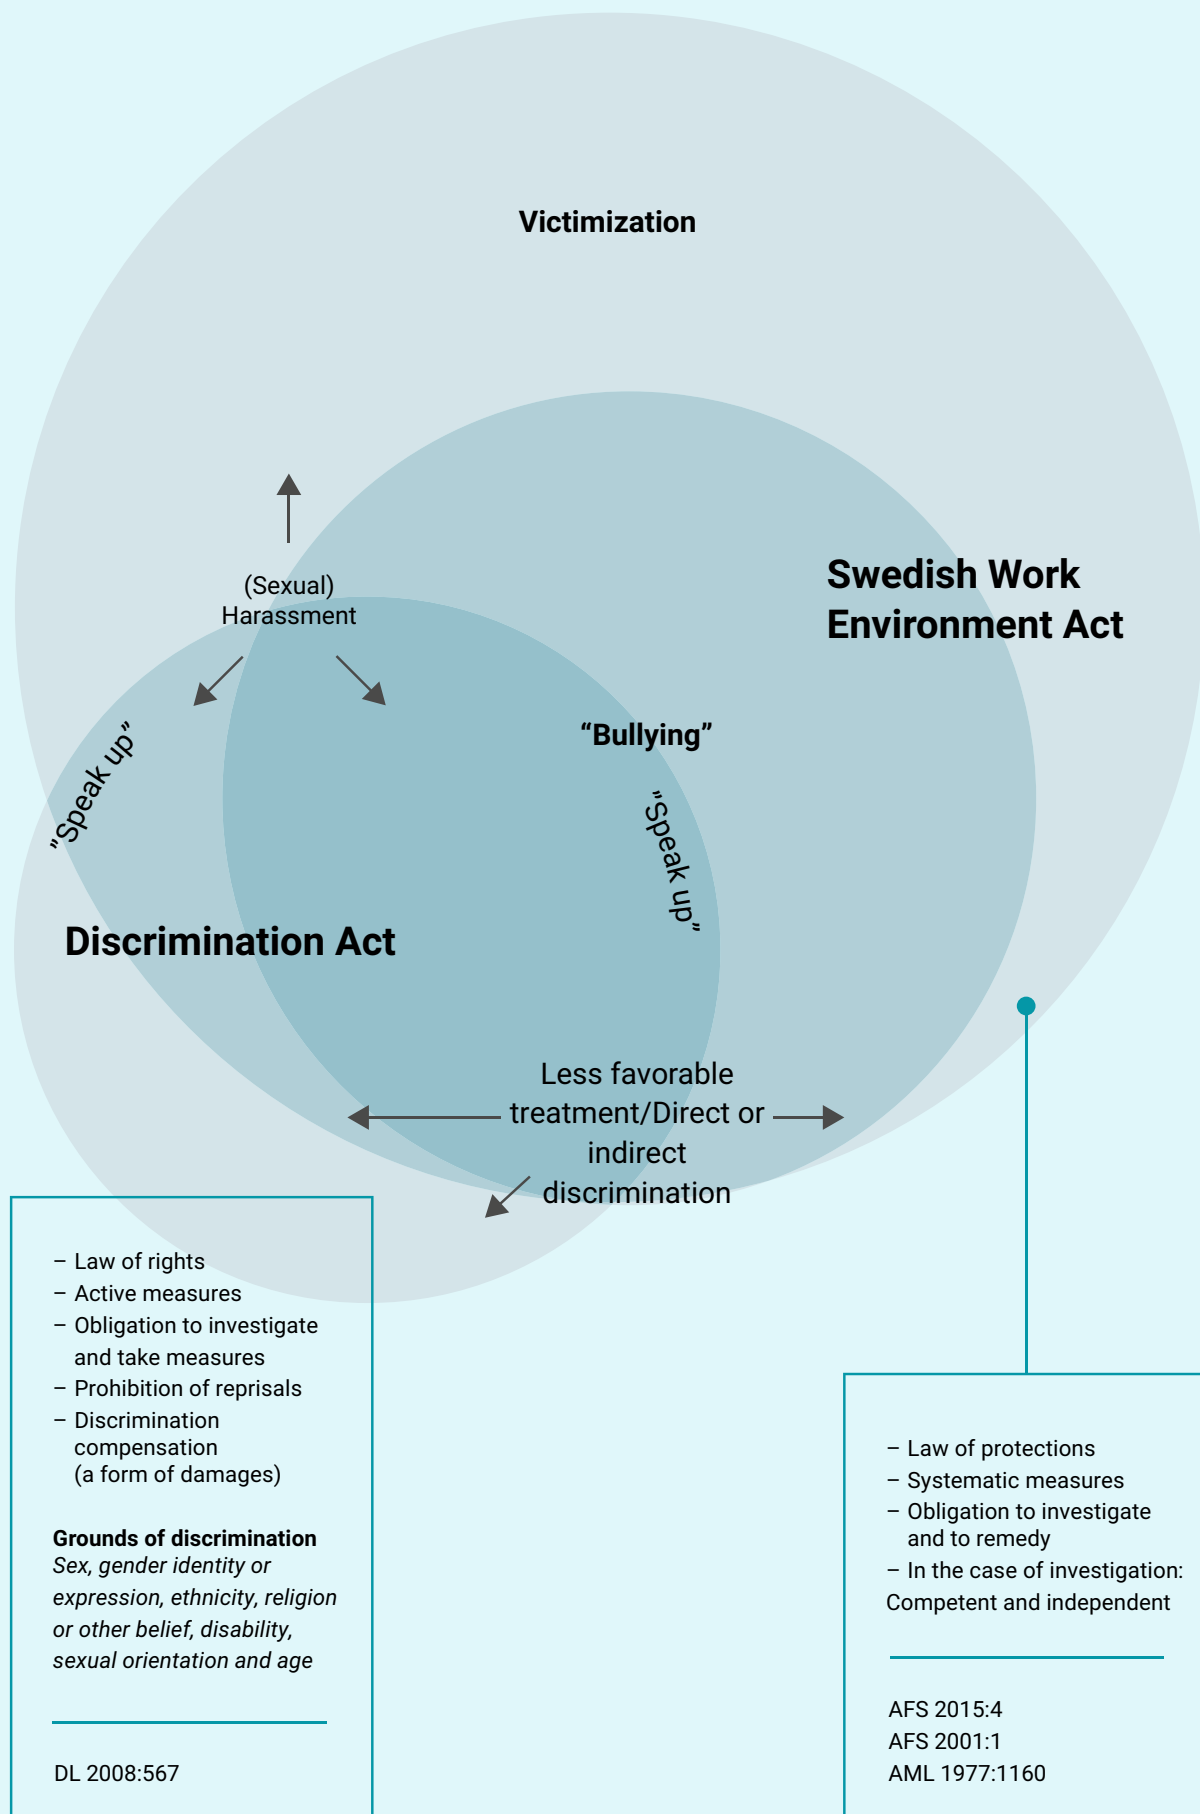 Victimization
(Sexual)
Harassment
Swedish Work
Environment Act
“Bullying”
”Speak up”
”Speak up”
Discrimination Act
Less favorable
treatment/Direct or
indirect
discrimination
– Law of rights
– Active measures
– Obligation to investigate
and take measures
– Prohibition of reprisals
– Discrimination
compensation
(a form of damages)
Grounds of discrimination
Sex, gender identity or
expression, ethnicity, religion
or other belief, disability,
sexual orientation and age
DL 2008:567
– Law of protections
– Systematic measures
– Obligation to investigate
and to remedy
– In the case of investigation:
Competent and independent
AFS 2015:4
AFS 2001:1
AML 1977:1160